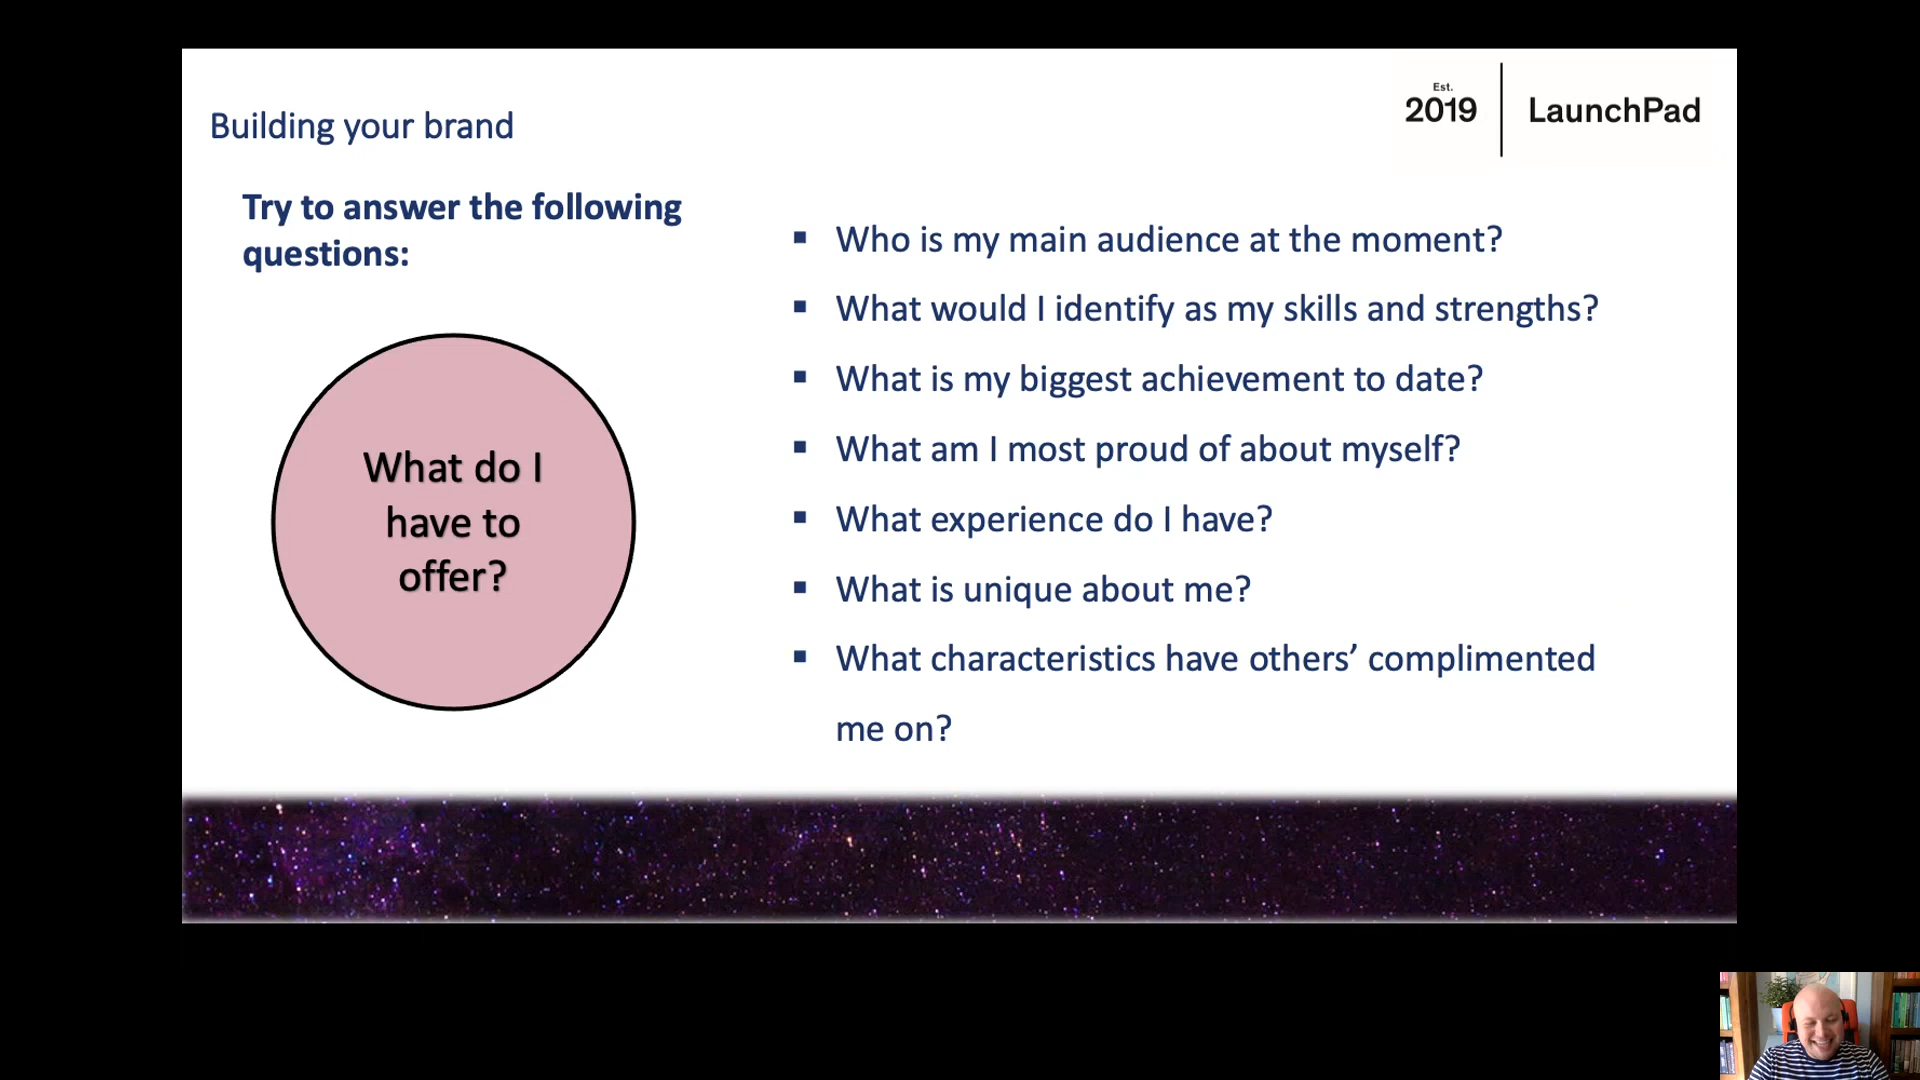 Building your brand
Est.
2019
LaunchPad
Try to answer the following
questions:
What do I
have to
offer?
▪ Who is my main audience at the moment?
▪ What would I identify as my skills and strengths?
▪ What is my biggest achievement to date?
▪ What am I most proud of about myself?
▪ What experience do I have?
▪ What is unique about me?
▪ What characteristics have others’ complimented
me on?